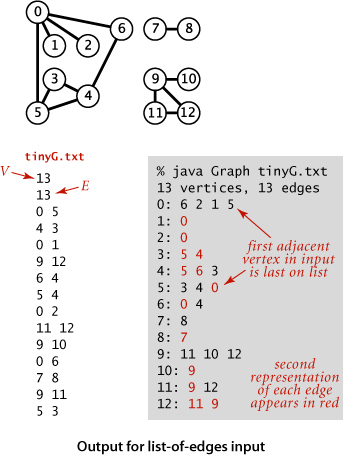 0
6
7
8
1
2
3
9
10
4
5
11
12
tinyG.txt
V
13
13
E
0 5
4 3
0 1
9 12
6 4
5 4
0 2
11 12
9 10
0 6
7 8
9 11
5 3
% java Graph tinyG.txt
13 vertices, 13 edges
0: 6 2 1 5
1: 0
2: 0
3: 5 4
4: 5 6 3
5: 3 4 0
6: 0 4
7: 8
8: 7
9: 11 10 12
10: 9
11: 9 12
12: 11 9
first adjacent
vertex in input
is last on list
second
representation
of each edge
appears in red
Output for list-of-edges input